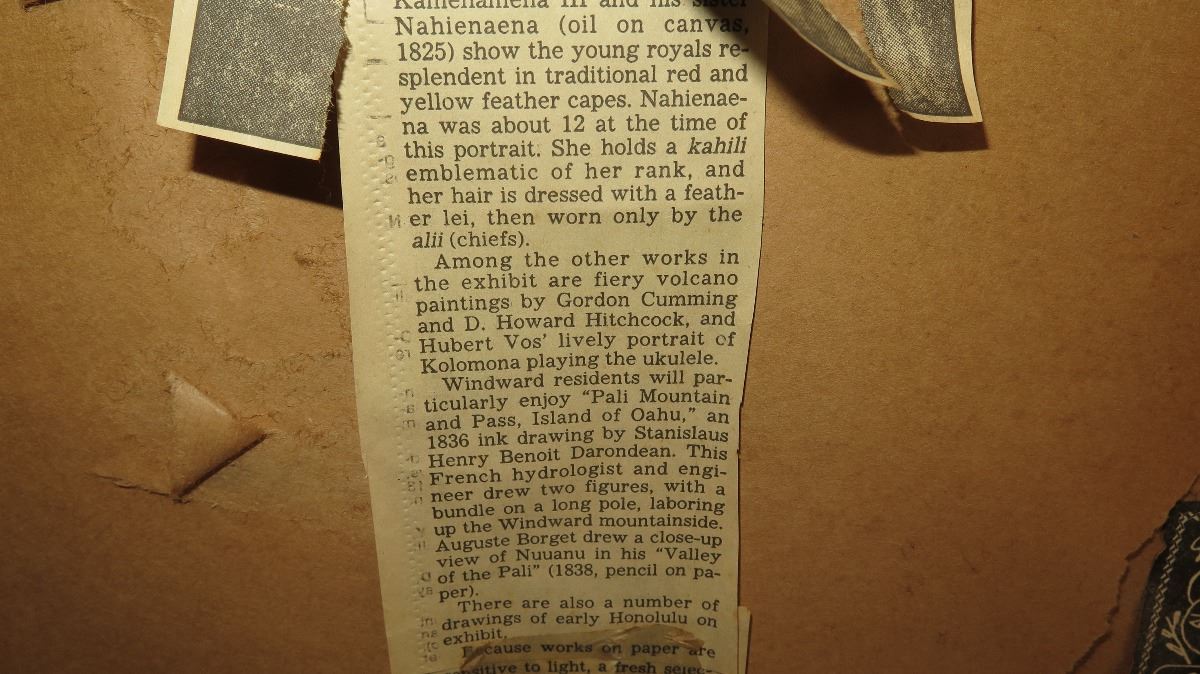 Kamehameha III and his sister
Nahienaena (oil on canvas,
1825) show the young royals re-
splendent in traditional red and
yellow feather capes. Nahienae-
na was about 12 at the time of
this portrait. She holds a kahili
emblematic of her rank, and
her hair is dressed with a feath-
er lei, then worn only by the
alii (chiefs).
Among the other works in
the exhibit are fiery volcano
paintings by Gordon Cumming
and D. Howard Hitchcock, and
Hubert Vos' lively portrait of
Kolomona playing the ukulele.
Windward residents will par-
ticularly enjoy “Pali Mountain
and Pass, Island of Oahu,” an
1836 ink drawing by Stanislaus
Henry Benoit Darondean. This
French hydrologist and engi-
neer drew two figures, with a
bundle on a long pole, laboring
up the Windward mountainside.
Auguste Borget drew a close-up
view of Nuuanu in his “Valley
of the Pali” (1838, pencil on pa-
per).
There are also a number of
drawings of early Honolulu on
exhibit.
Because works on paper are
to light, a fresh selec-